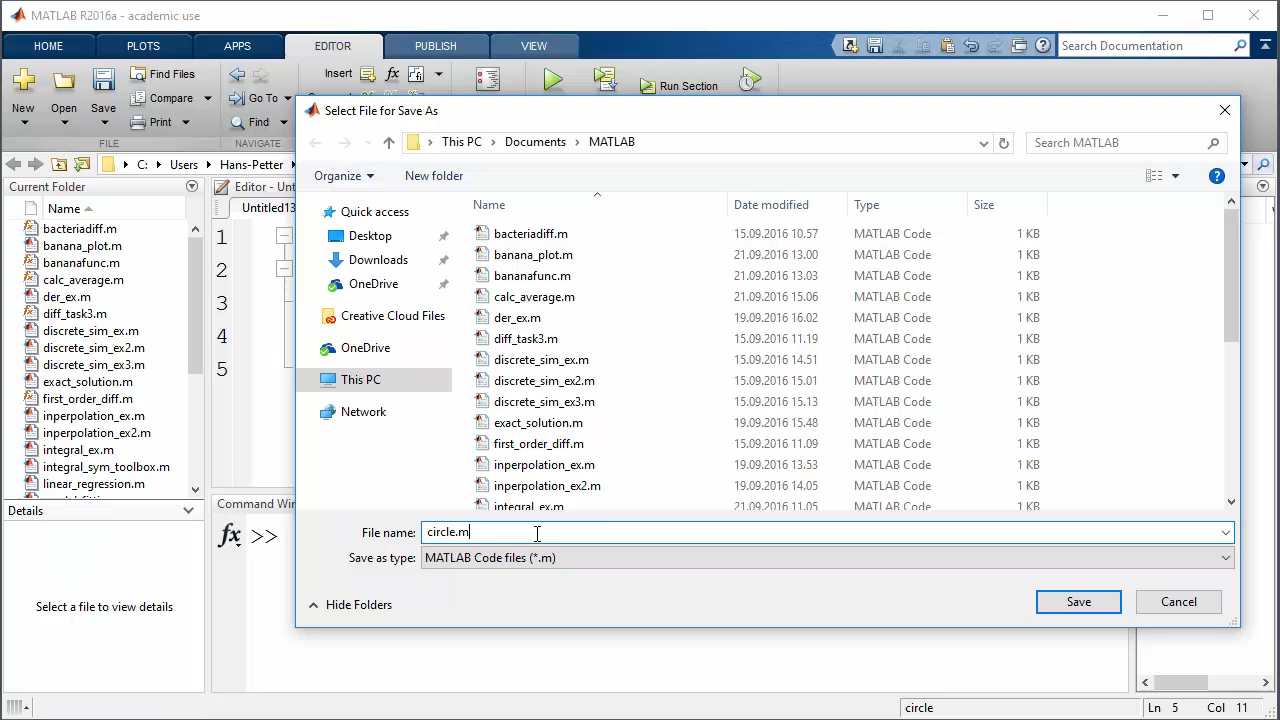 MATLAB R2016a - academic use
HOME
PLOTS
APPS
EDITOR
PUBLISH
VIEW
Search Documentation
New
Open
Save
Find Files
Compare
Print
Go To
Find
Insert
fx
Run Section
FILE
NAVIGATE
C:
Users
Hans-Petter
Current Folder
Name
bacteriadiff.m
banana_plot.m
bananafunc.m
calc_average.m
der_ex.m
diff_task3.m
discrete_sim_ex.m
discrete_sim_ex2.m
discrete_sim_ex3.m
exact_solution.m
first_order_diff.m
inperpolation_ex.m
inperpolation_ex2.m
integral_ex.m
integral_sym_toolbox.m
linear_regression.m
Details
Select a file to view details
Editor - Unt
Untitled13
1
2
3
4
5
Command Win
fx >>
Select File for Save As
This PC > Documents > MATLAB
Search MATLAB
Organize
New folder
Quick access
Desktop
Downloads
OneDrive
Creative Cloud Files
OneDrive
This PC
Network
Name Date modified Type Size
bacteriadiff.m 15.09.2016 10.57 MATLAB Code 1 KB
banana_plot.m 21.09.2016 13.00 MATLAB Code 1 KB
bananafunc.m 21.09.2016 13.03 MATLAB Code 1 KB
calc_average.m 21.09.2016 15.06 MATLAB Code 1 KB
der_ex.m 19.09.2016 16.02 MATLAB Code 1 KB
diff_task3.m 15.09.2016 11.19 MATLAB Code 1 KB
discrete_sim_ex.m 15.09.2016 14.51 MATLAB Code 1 KB
discrete_sim_ex2.m 15.09.2016 15.01 MATLAB Code 1 KB
discrete_sim_ex3.m 15.09.2016 15.13 MATLAB Code 1 KB
exact_solution.m 19.09.2016 15.48 MATLAB Code 1 KB
first_order_diff.m 15.09.2016 11.09 MATLAB Code 1 KB
inperpolation_ex.m 19.09.2016 13.53 MATLAB Code 1 KB
inperpolation_ex2.m 19.09.2016 14.05 MATLAB Code 1 KB
integral_ex.m 21.09.2016 11.05 MATLAB Code 1 KB
File name: circle.m
Save as type: MATLAB Code files (*.m)
Hide Folders
Save
Cancel
circle
Ln 5 Col 11